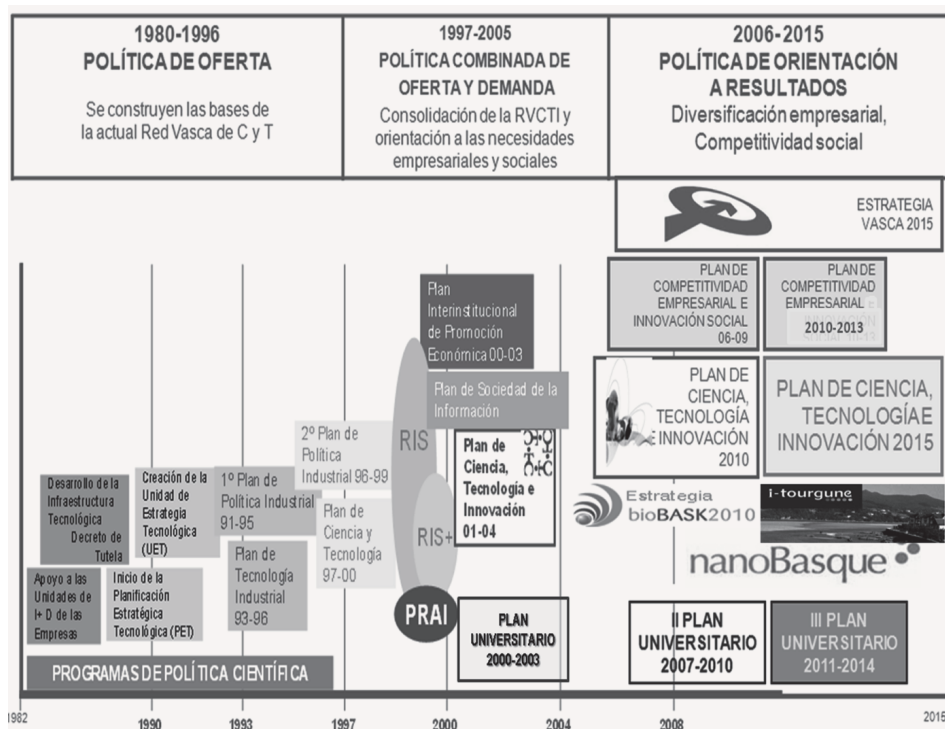 1980-1996
POLÍTICA DE OFERTA
Se construyen las bases de
la actual Red Vasca de C y T
1997-2005
POLÍTICA COMBINADA DE
OFERTA Y DEMANDA
Consolidación de la RVCTI y
orientación a las necesidades
empresariales y sociales
2006-2015
POLÍTICA DE ORIENTACIÓN
A RESULTADOS
Diversificación empresarial,
Competitividad social
ESTRATEGIA
VASCA 2015
PLAN DE
COMPETITIVIDAD
EMPRESARIAL E
INNOVACIÓN SOCIAL
06-09
PLAN DE
COMPETITIVIDAD
EMPRESARIAL
2010-2013
Plan
Interinstitucional
de Promoción
Económica 00-03
Plan de Sociedad de la
Información
RIS
RIS+
PRAI
Plan de
Ciencia,
Tecnología e
Innovación
01-04
PLAN DE
CIENCIA,
TECNOLOGÍA
E INNOVACIÓN
2010
PLAN DE CIENCIA,
TECNOLOGÍA E
INNOVACIÓN 2015
2º Plan de
Política
Industrial 96-99
Plan de
Ciencia y
Tecnología
97-00
1º Plan de
Política Industrial
91-95
Plan de
Tecnología
Industrial
93-96
Creación de la
Unidad de
Estrategia
Tecnológica
(UET)
Desarrollo de la
Infraestructura
Tecnológica
Decreto de
Tutela
Apoyo a las
Unidades de
I+ D de las
Empresas
Inicio de la
Planificación
Estratégica
Tecnológica (PET)
Estrategia
bioBASK2010
i-tourgune
nanoBasque
PLAN
UNIVERSITARIO
2000-2003
II PLAN
UNIVERSITARIO
2007-2010
III PLAN
UNIVERSITARIO
2011-2014
PROGRAMAS DE POLÍTICA CIENTÍFICA
1982
1990
1993
1997
2000
2004
2008
2015